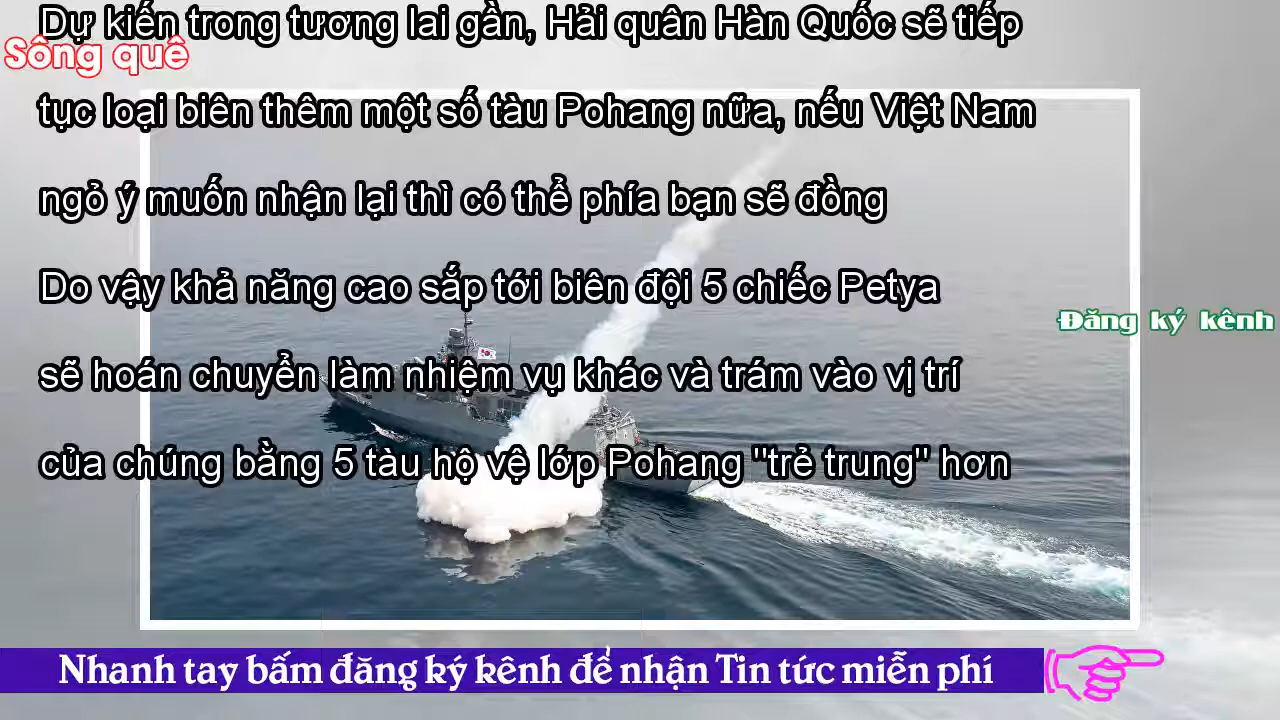 Dự kiến trong tương lai gần, Hải quân Hàn Quốc sẽ tiếp
Sông quê
tục loại biên thêm một số tàu Pohang nữa, nếu Việt Nam
ngỏ ý muốn nhận lại thì có thể phía bạn sẽ đồng
Do vậy khả năng cao sắp tới biên đội 5 chiếc Petya
Đăng ký kênh
sẽ hoán chuyển làm nhiệm vụ khác và trám vào vị trí
của chúng bằng 5 tàu hộ vệ lớp Pohang "trẻ trung" hơn
Nhanh tay bấm đăng ký kênh để nhận Tin tức miễn phí